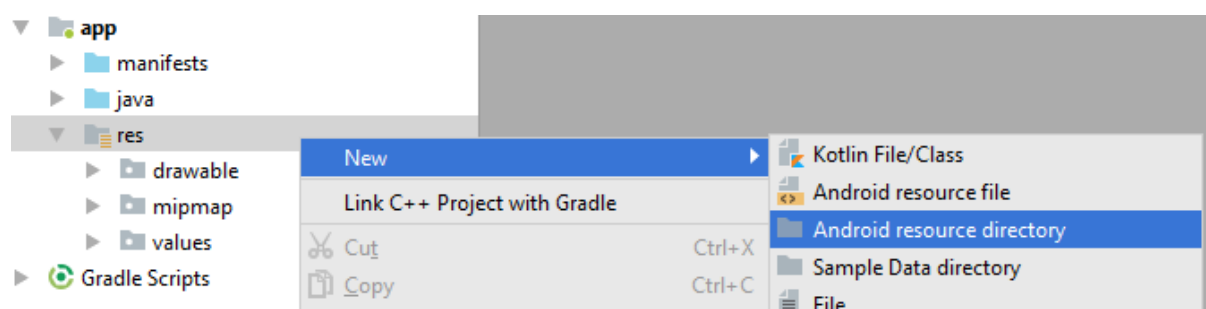 app
manifests
java
res
drawable
mipmap
values
Gradle Scripts
New
Link C++ Project with Gradle
Cut Ctrl+X
Copy Ctrl+C
Kotlin File/Class
Android resource file
Android resource directory
Sample Data directory
File